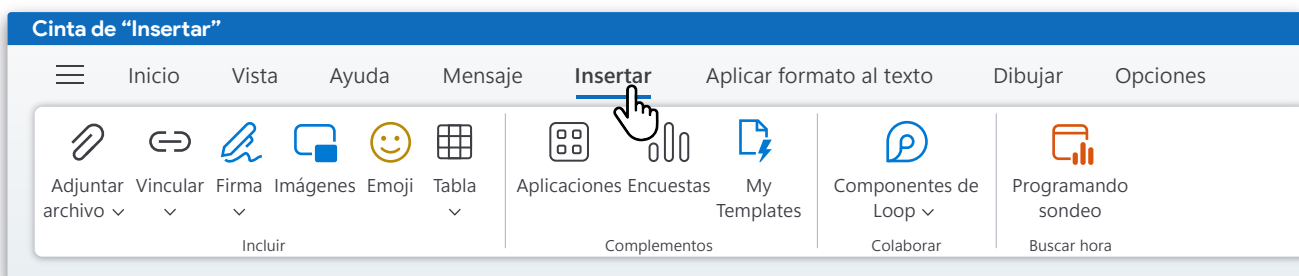 Cinta de “Insertar”
Inicio Vista Ayuda Mensaje Insertar Aplicar formato al texto Dibujar Opciones
Adjuntar Vincular Firma Imágenes Emoji Tabla Aplicaciones Encuestas My Componentes de Programando
archivo Templates Loop sondeo
Incluir Complementos Colaborar Buscar hora